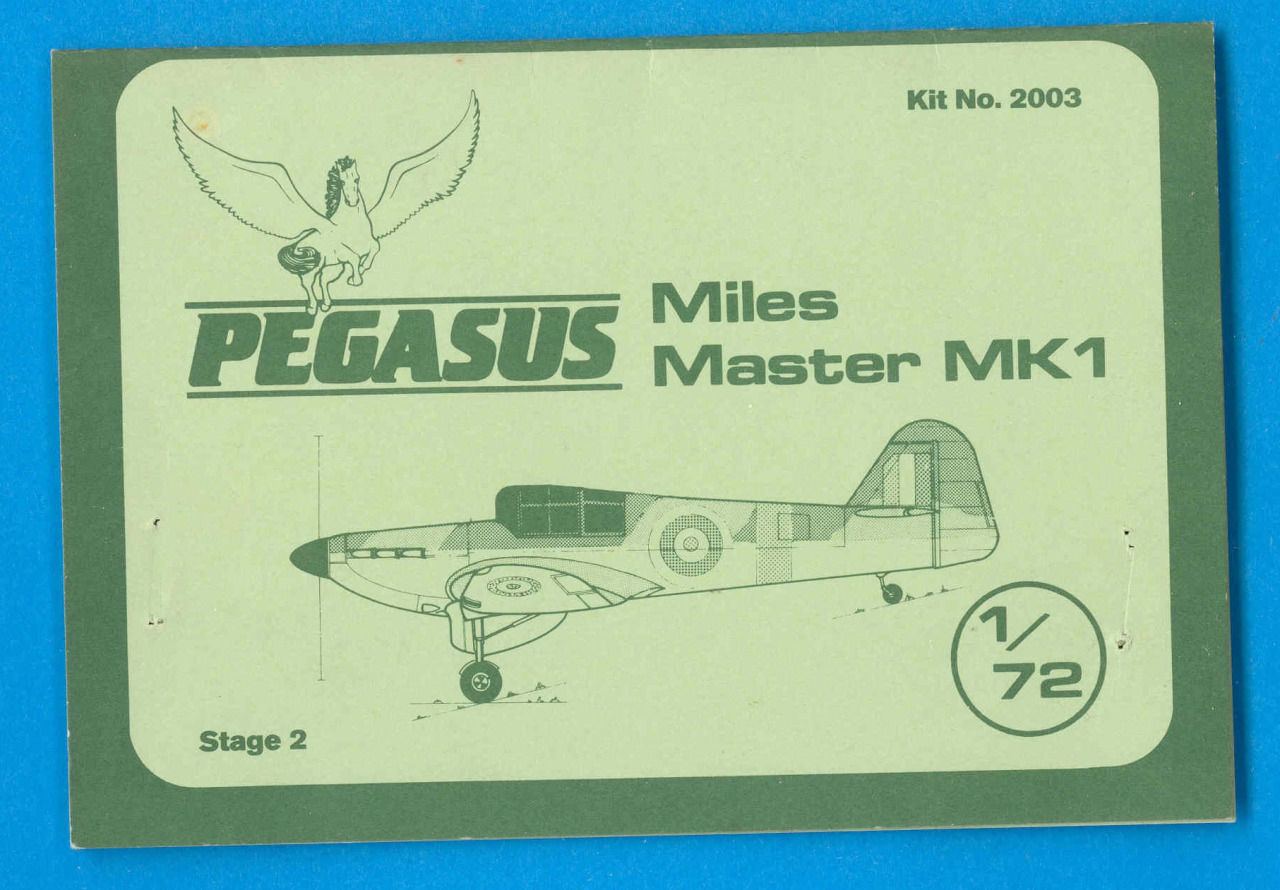 Kit No. 2003
PEGASUS
Miles
Master MK1
1/
72
Stage 2